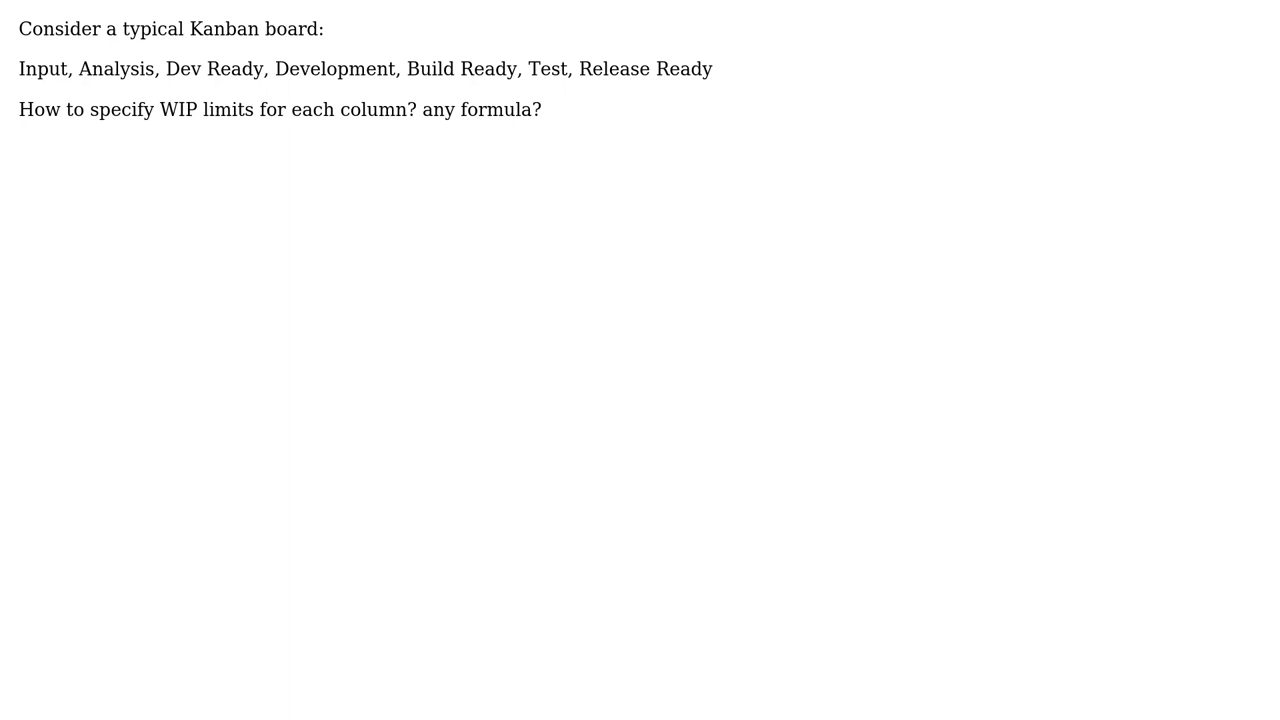 Consider a typical Kanban board:
Input, Analysis, Dev Ready, Development, Build Ready, Test, Release Ready
How to specify WIP limits for each column? any formula?